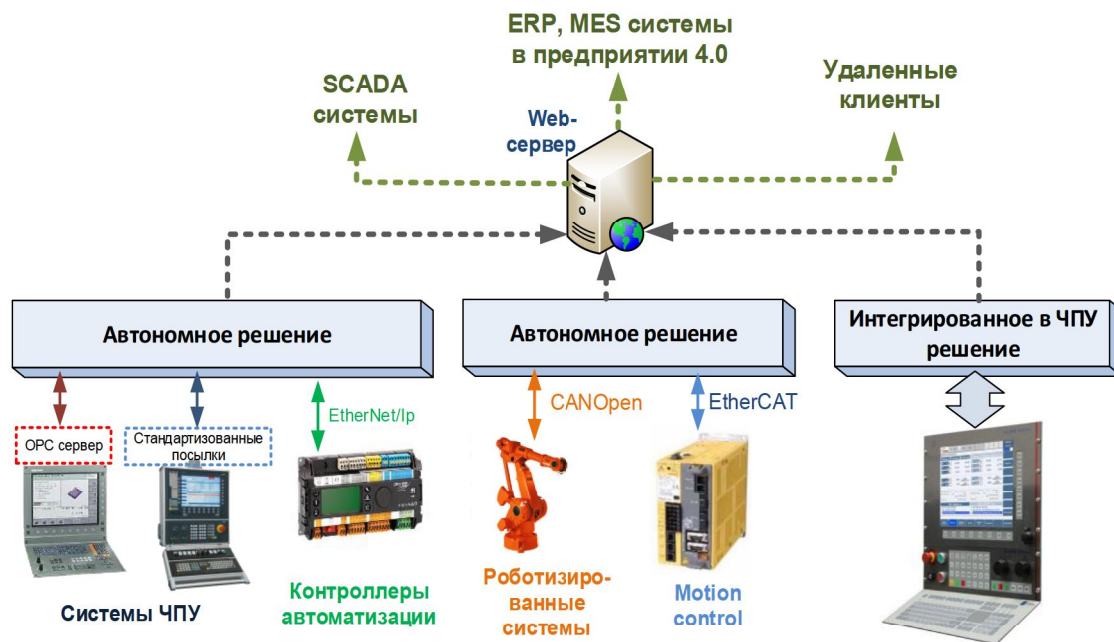 ERP, MES системы
в предприятии 4.0
SCADA
системы
Удаленные
клиенты
Web-
сервер
Автономное решение
Автономное решение
Интегрированное в ЧПУ
решение
EtherNet/Ip
CANOpen
EtherCAT
OPC сервер
Стандартизованные
посылки
Системы ЧПУ
Контроллеры
автоматизации
Роботизиро-
ванные
системы
Motion
control